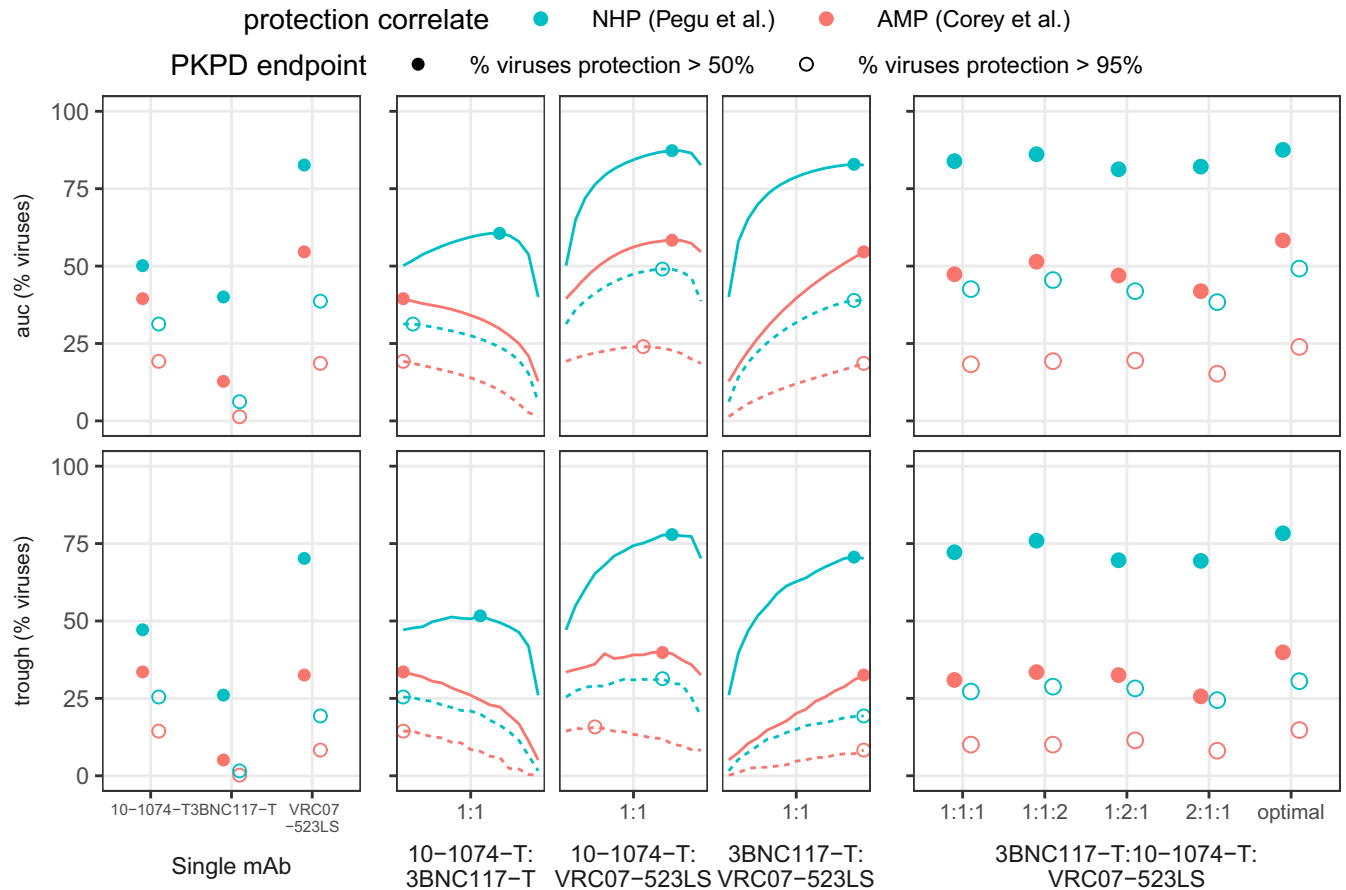 protection correlate NHP (Pegu et al.) AMP (Corey et al.)
PKPD endpoint % viruses protection > 50% % viruses protection > 95%
auc (% viruses)
100
75
50
25
0
trough (% viruses)
100
75
50
25
0
10−1074−T 3BNC117−T VRC07
−523LS
Single mAb
1:1
10−1074−T:
3BNC117−T
1:1
10−1074−T:
VRC07−523LS
1:1
3BNC117−T:
VRC07−523LS
1:1:1 1:1:2 1:2:1 2:1:1 optimal
3BNC117−T:10−1074−T:
VRC07−523LS